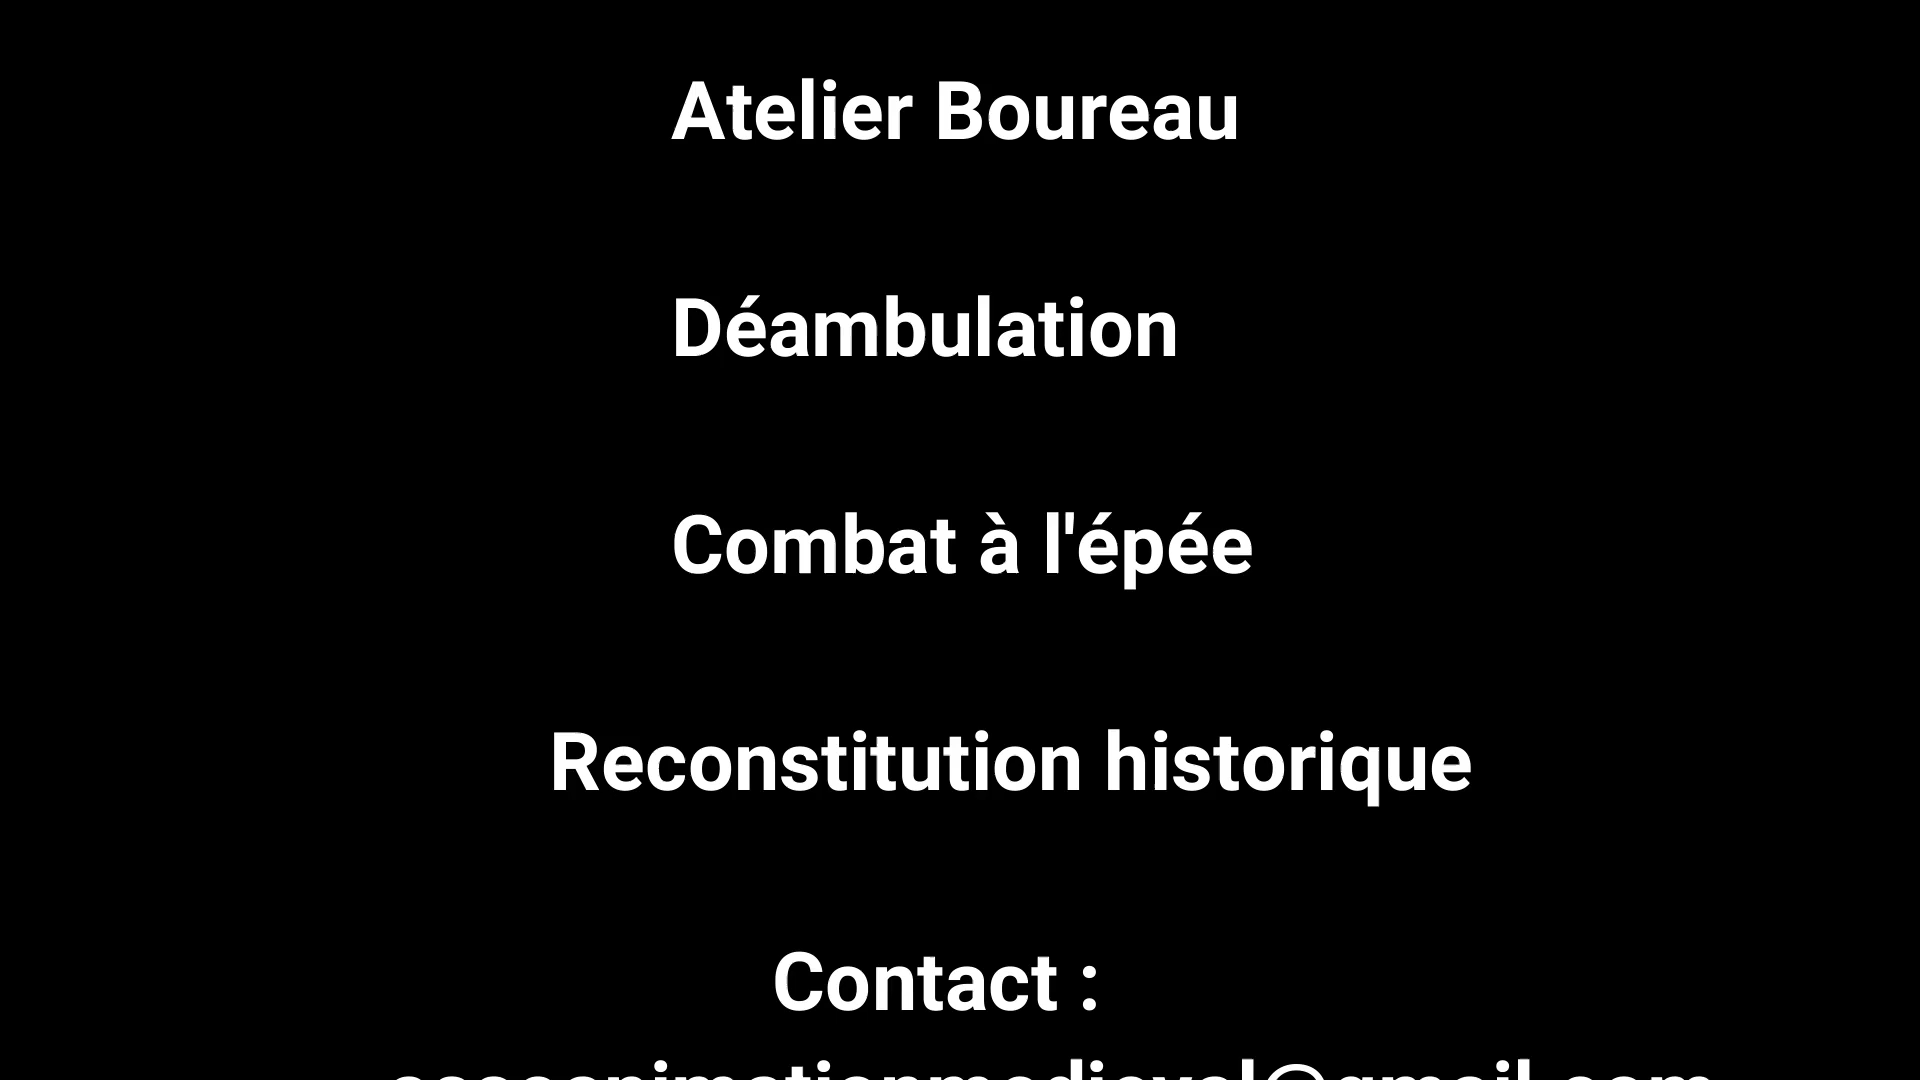 Atelier Boureau
Déambulation
Combat à l'épée
Reconstitution historique
Contact :